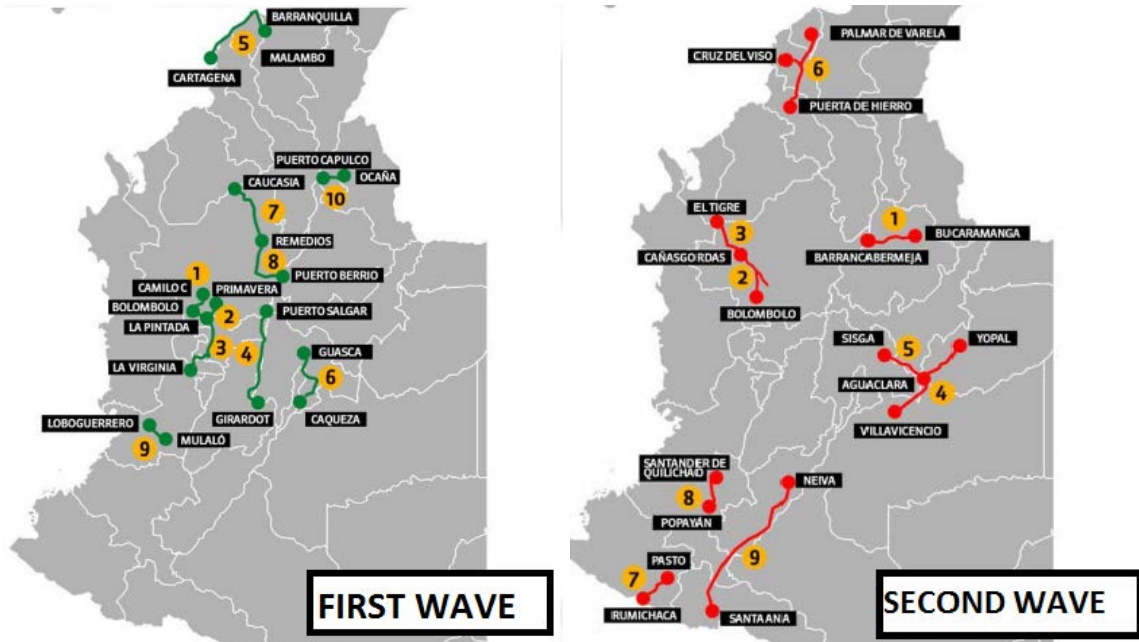 BARRANQUILLA
5
MALAMBO
CARTAGENA
PUERTO CAPULCO
CAUCASIA
OCAÑA
10
7
REMEDIOS
8
PUERTO BERRIO
1
CAMILO C
PRIMAVERA
BOLOMBOLO
PUERTO SALGAR
LA PINTADA
2
3
4
GUASCA
LA VIRGINIA
6
GIRARDOT
CAQUEZA
LOBOGUERRERO
MULALÓ
9
FIRST WAVE
PALMAR DE VARELA
CRUZ DEL VISO
6
PUERTA DE HIERRO
EL TIGRE
1
3
BUCARAMANGA
CAÑASGORDAS
BARRANCABERMEJA
2
BOLOMBOLO
SISGA
5
YOPAL
AGUACLARA
4
VILLAVICENCIO
SANTANDER DE
QUILICHAO
NEIVA
8
POPAYÁN
9
PASTO
7
IRUMICHACA
SANTA ANA
SECOND WAVE